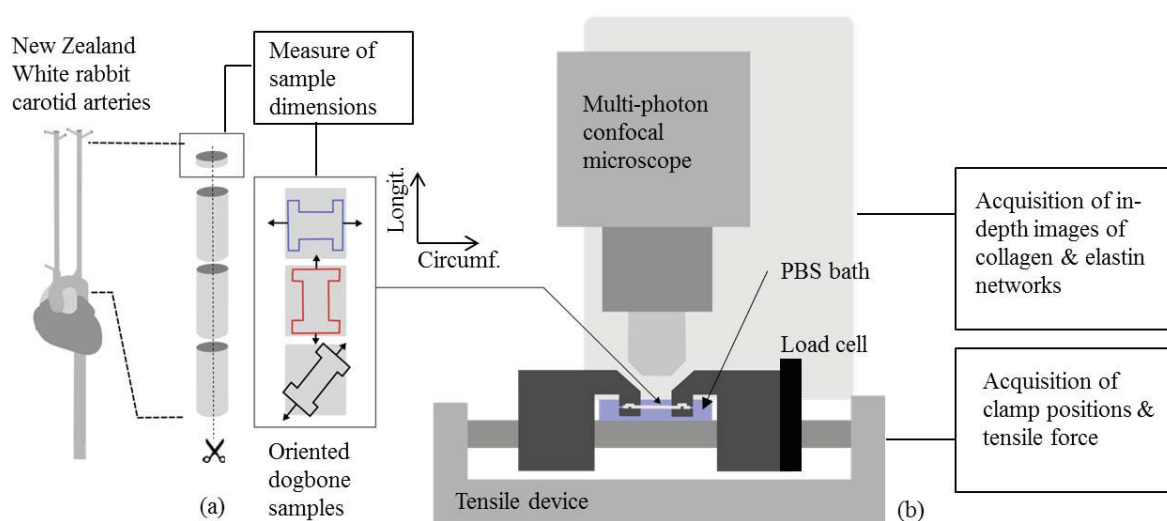 New Zealand
White rabbit
carotid arteries
Measure of
sample
dimensions
Longit.
Circumf.
Oriented
dogbone
samples
(a)
Multi-photon
confocal
microscope
PBS bath
Load cell
Tensile device
(b)
Acquisition of in-
depth images of
collagen & elastin
networks
Acquisition of
clamp positions &
tensile force